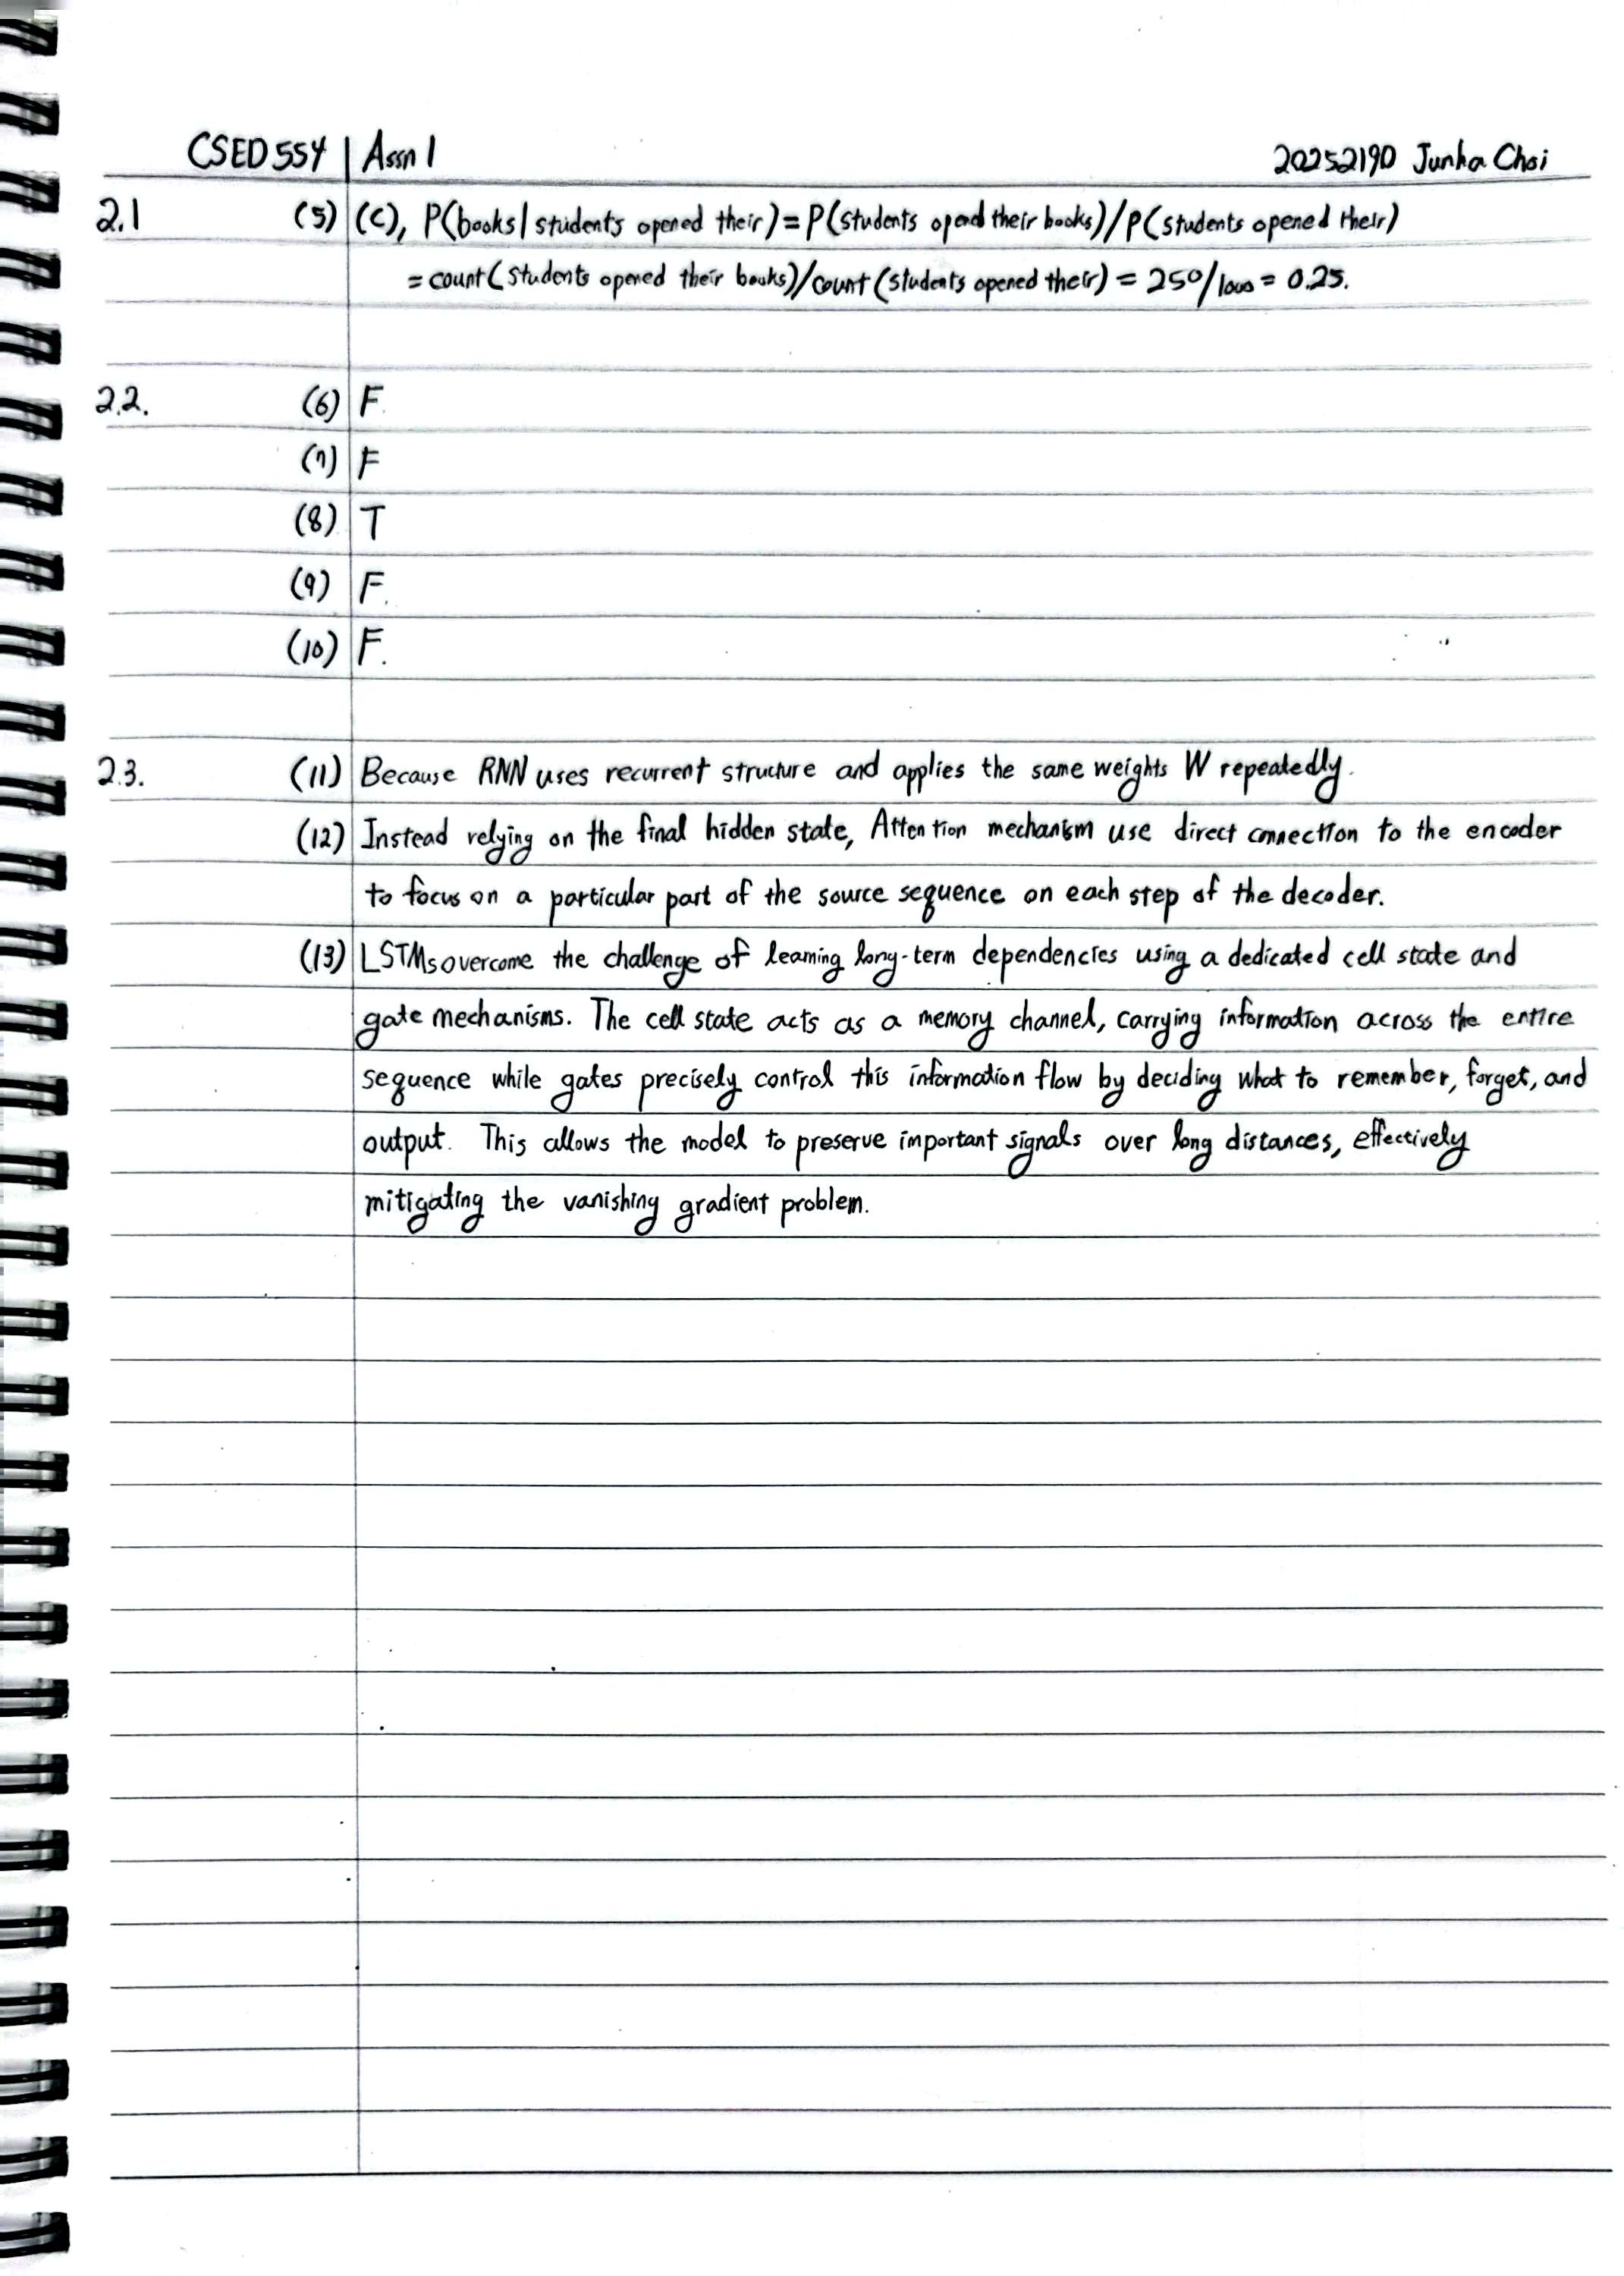 CSED554 Assn 1 20252190 Junha Choi
2.1 (5) (C), P(books| students opened their) = P(students opend their books)/P(students opened their)
= count(students opened their books)/count(students opened their) = 250/1000 = 0.25.
2.2. (6) F.
(7) F
(8) T
(9) F.
(10) F.
2.3. (11) Because RNN uses recurrent structure and applies the same weights W repeatedly.
(12) Instead relying on the final hidden state, Attention mechanism use direct connection to the encoder
to focus on a particular part of the source sequence on each step of the decoder.
(13) LSTMs overcome the challenge of learning long-term dependencies using a dedicated cell state and
gate mechanisms. The cell state acts as a memory channel, carrying information across the entire
sequence while gates precisely control this information flow by deciding what to remember, forget, and
output. This allows the model to preserve important signals over long distances, effectively
mitigating the vanishing gradient problem.